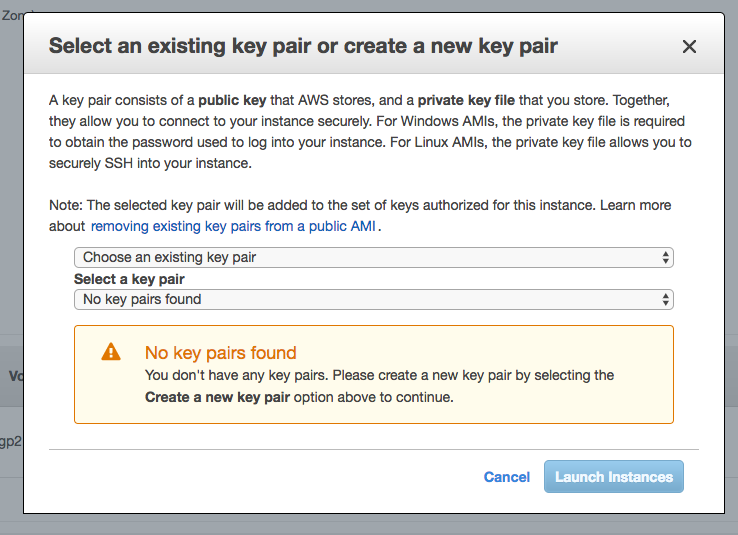 Select an existing key pair or create a new key pair
A key pair consists of a public key that AWS stores, and a private key file that you store. Together,
they allow you to connect to your instance securely. For Windows AMIs, the private key file is required
to obtain the password used to log into your instance. For Linux AMIs, the private key file allows you to
securely SSH into your instance.
Note: The selected key pair will be added to the set of keys authorized for this instance. Learn more
about removing existing key pairs from a public AMI.
Choose an existing key pair
Select a key pair
No key pairs found
No key pairs found
You don't have any key pairs. Please create a new key pair by selecting the
Create a new key pair option above to continue.
gp2
Cancel Launch Instances